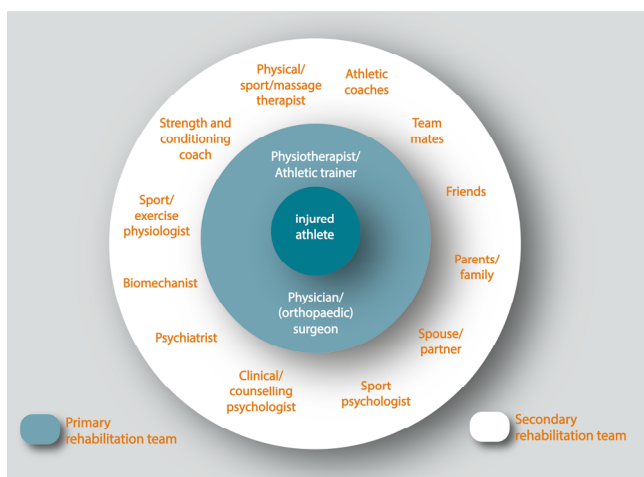 Physical/
sport/massage
therapist
Athletic
coaches
Strength and
conditioning
coach
Team
mates
Physiotherapist/
Athletic trainer
Sport/
exercise
physiologist
Friends
injured
athlete
Parents/
family
Biomechanist
Physician/
(orthopaedic)
surgeon
Psychiatrist
Spouse/
partner
Clinical/
counselling
psychologist
Sport
psychologist
Primary
rehabilitation team
Secondary
rehabilitation team